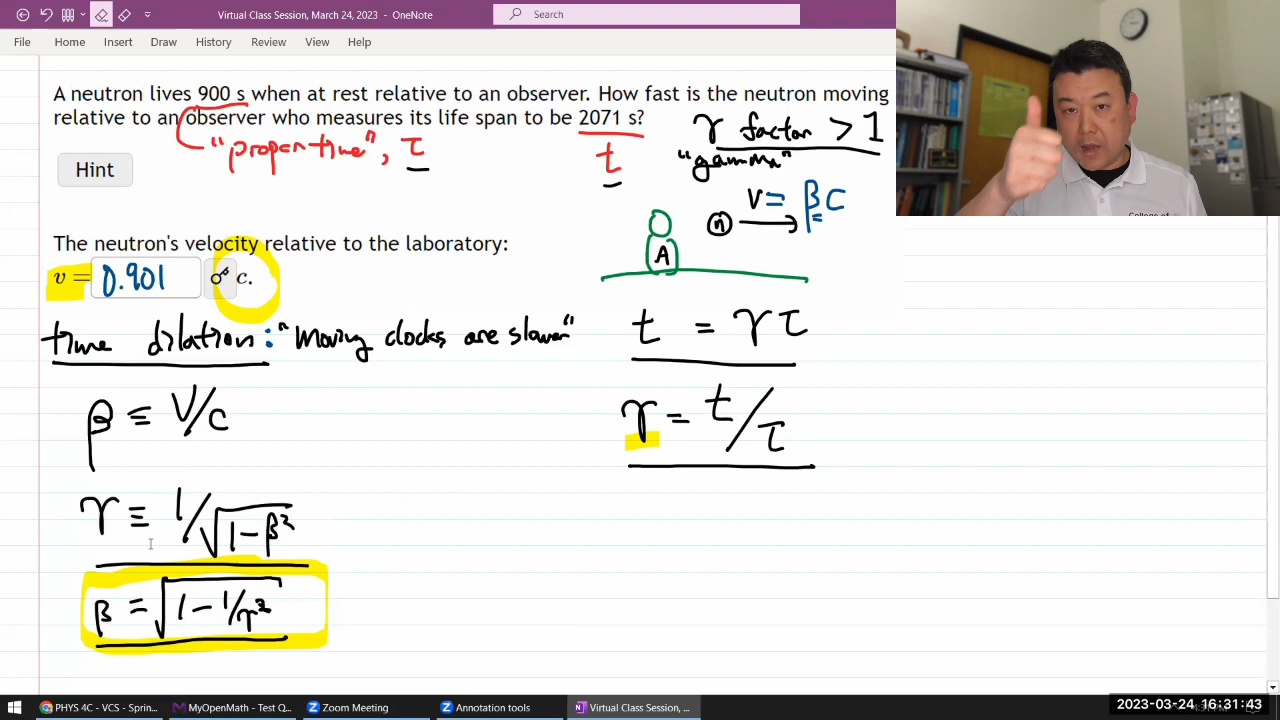 Virtual Class Session, March 24, 2023 - OneNote
Search
File Home Insert Draw History Review View Help
A neutron lives 900 s when at rest relative to an observer. How fast is the neutron moving
relative to an observer who measures its life span to be 2071 s?
"proper time", τ
t
γ factor > 1
"gamma"
Hint
v = βc
n
A
The neutron's velocity relative to the laboratory:
v = 0.901 c.
time dilation: "Moving clocks are slower"
t = γτ
β ≡ v/c
γ = t/τ
γ ≡ 1/√1-β²
β = √1-1/γ²
PHYS 4C - VCS - Sprin...
MyOpenMath - Test Q...
Zoom Meeting
Annotation tools
Virtual Class Session, ...
2023-03-24 16:31:43